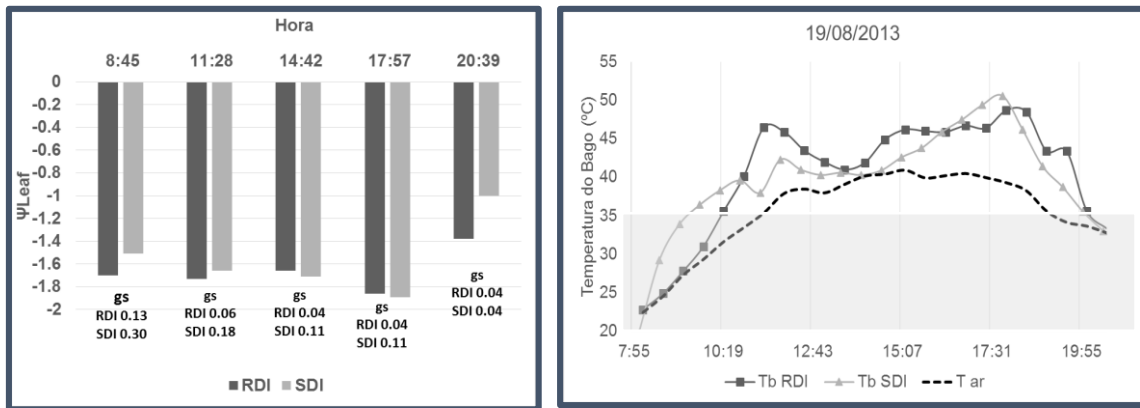 Hora
8:45 11:28 14:42 17:57 20:39
0
-0.2
-0.4
-0.6
-0.8
-1
-1.2
-1.4
-1.6
-1.8
-2
ΨLeaf
gs gs gs gs gs
RDI 0.13 RDI 0.06 RDI 0.04 RDI 0.04 RDI 0.04
SDI 0.30 SDI 0.18 SDI 0.11 SDI 0.11 SDI 0.04
RDI SDI
19/08/2013
Temperatura do Bago (ºC)
55
50
45
40
35
30
25
20
7:55 10:19 12:43 15:07 17:31 19:55
Tb RDI Tb SDI T ar